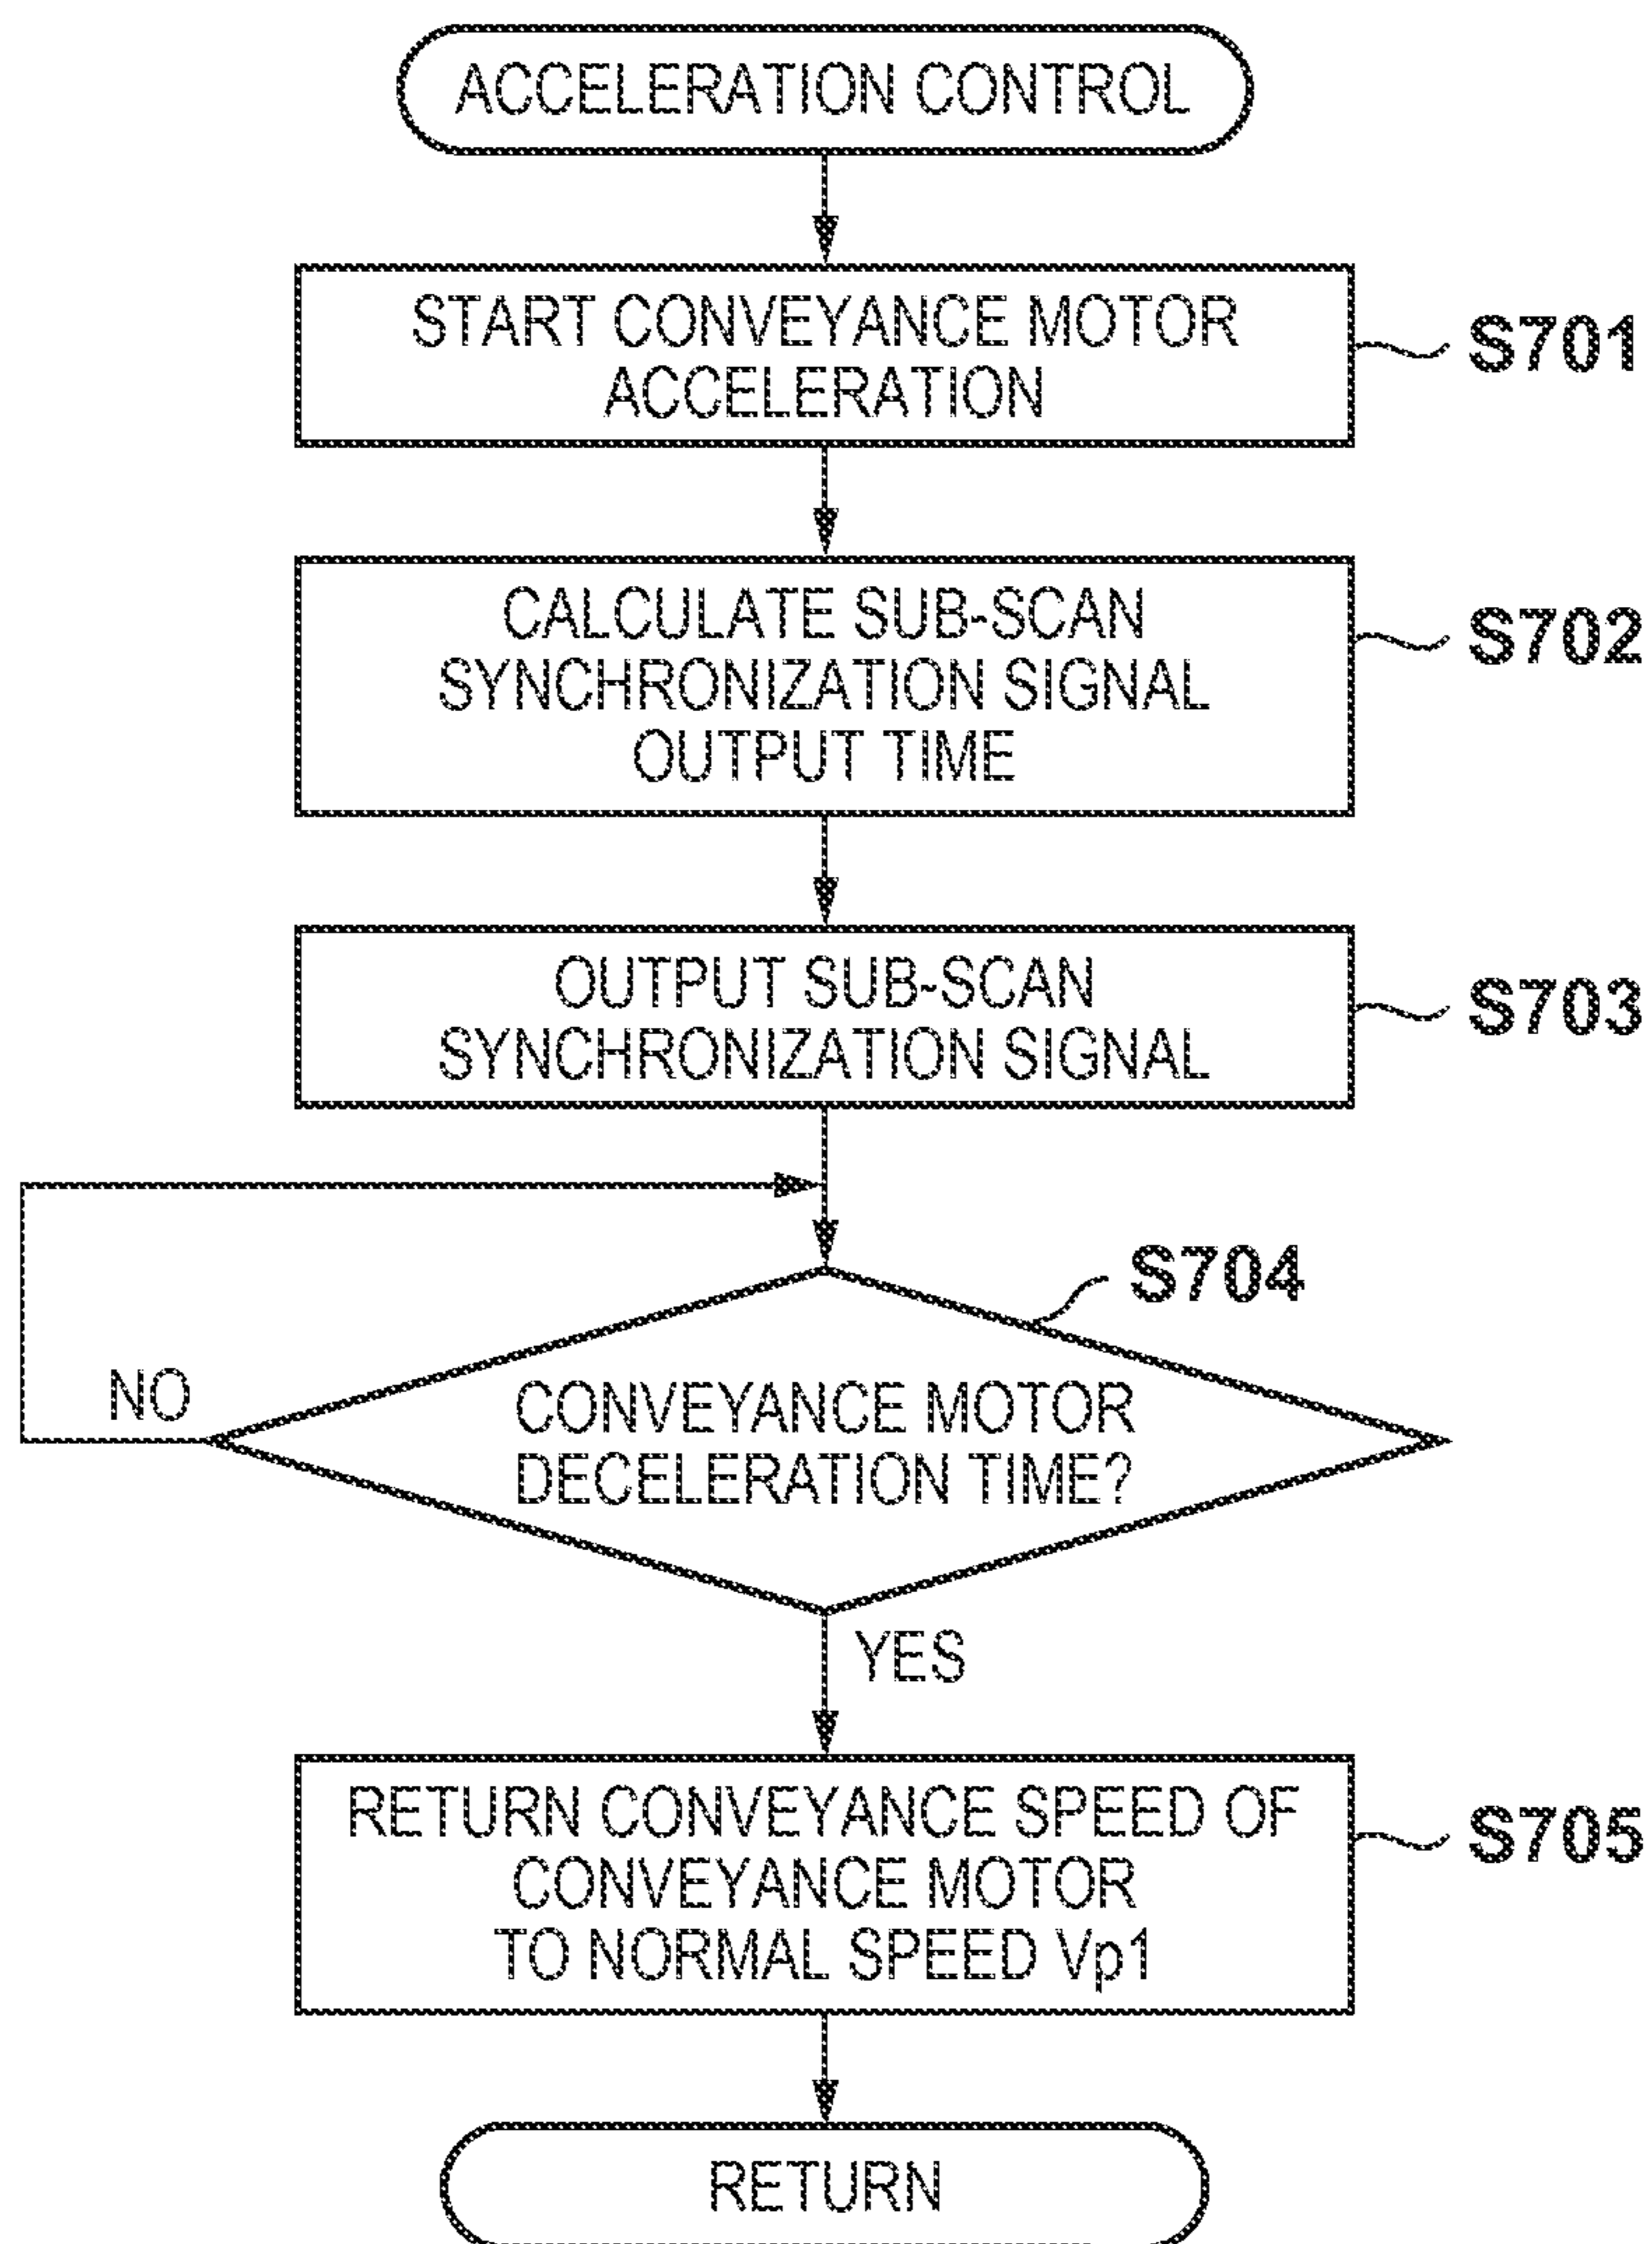 ACCELERATION CONTROL
START CONVEYANCE MOTOR
ACCELERATION
S701
CALCULATE SUB-SCAN
SYNCHRONIZATION SIGNAL
OUTPUT TIME
S702
OUTPUT SUB-SCAN
SYNCHRONIZATION SIGNAL
S703
S704
NO
CONVEYANCE MOTOR
DECELERATION TIME?
YES
RETURN CONVEYANCE SPEED OF
CONVEYANCE MOTOR
TO NORMAL SPEED Vp1
S705
RETURN